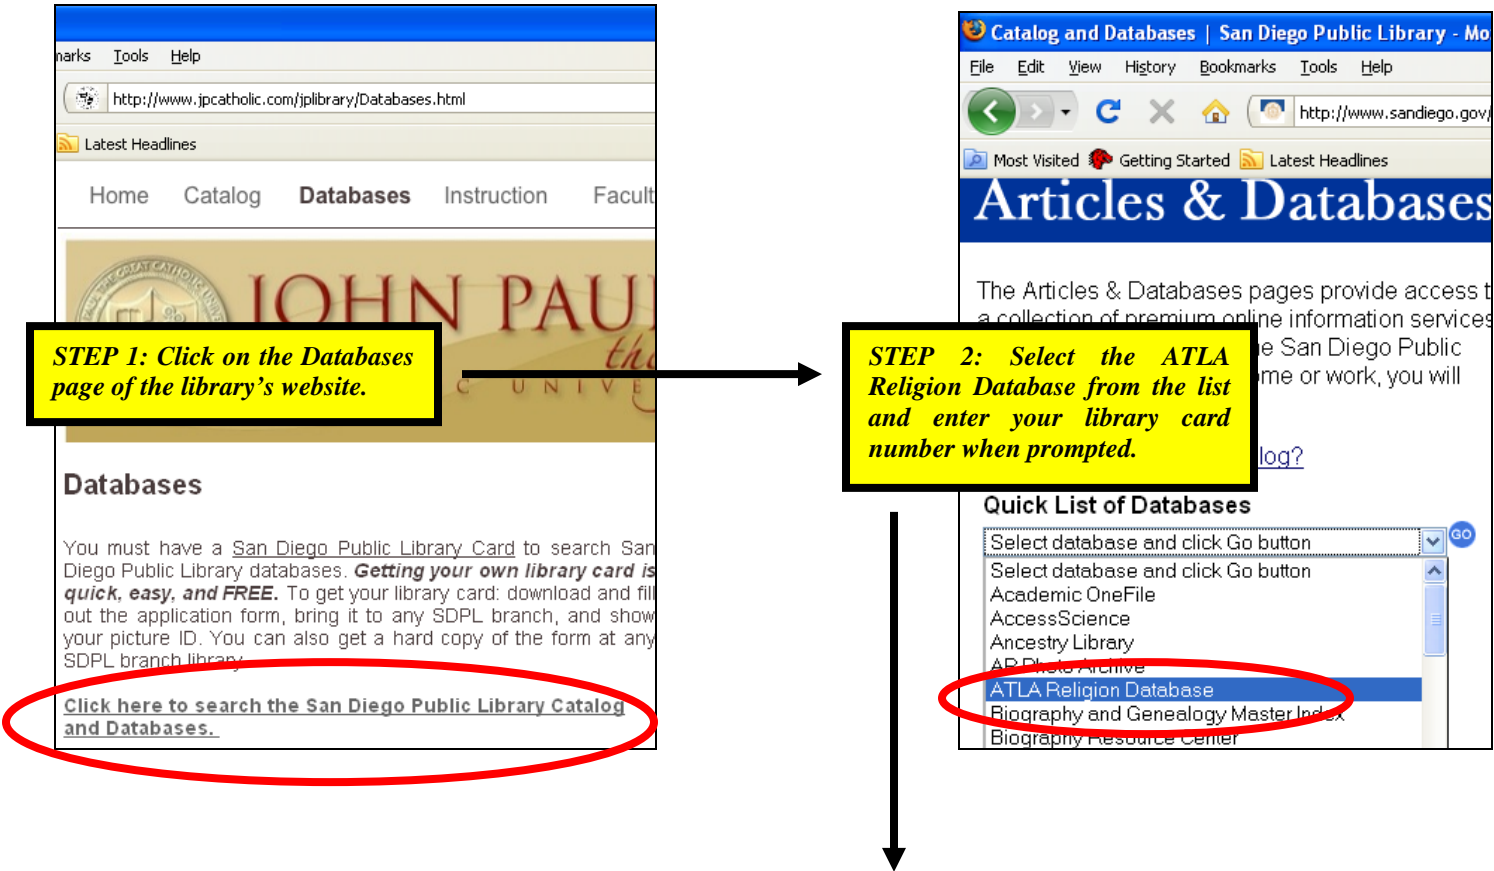 marks Tools Help
http://www.jpcatholic.com/jplibrary/Databases.html
Latest Headlines
Home Catalog Databases Instruction Facult
THE GREAT CATHOLIC
JOHN PAU
the
C UNIVE
STEP 1: Click on the Databases
page of the library's website.
Databases
You must have a San Diego Public Library Card to search San
Diego Public Library databases. Getting your own library card is
quick, easy, and FREE. To get your library card: download and fill
out the application form, bring it to any SDPL branch, and show
your picture ID. You can also get a hard copy of the form at any
SDPL branch library.
Click here to search the San Diego Public Library Catalog
and Databases.
Catalog and Databases | San Diego Public Library - Mo
File Edit View History Bookmarks Tools Help
http://www.sandiego.gov/
Most Visited Getting Started Latest Headlines
Articles & Databases
The Articles & Databases pages provide access t
a collection of premium online information services
e San Diego Public
ome or work, you will
log?
STEP 2: Select the ATLA
Religion Database from the list
and enter your library card
number when prompted.
Quick List of Databases
Select database and click Go button
GO
Select database and click Go button
Academic OneFile
AccessScience
Ancestry Library
AP Photo Archive
ATLA Religion Database
Biography and Genealogy Master Index
Biography Resource Center